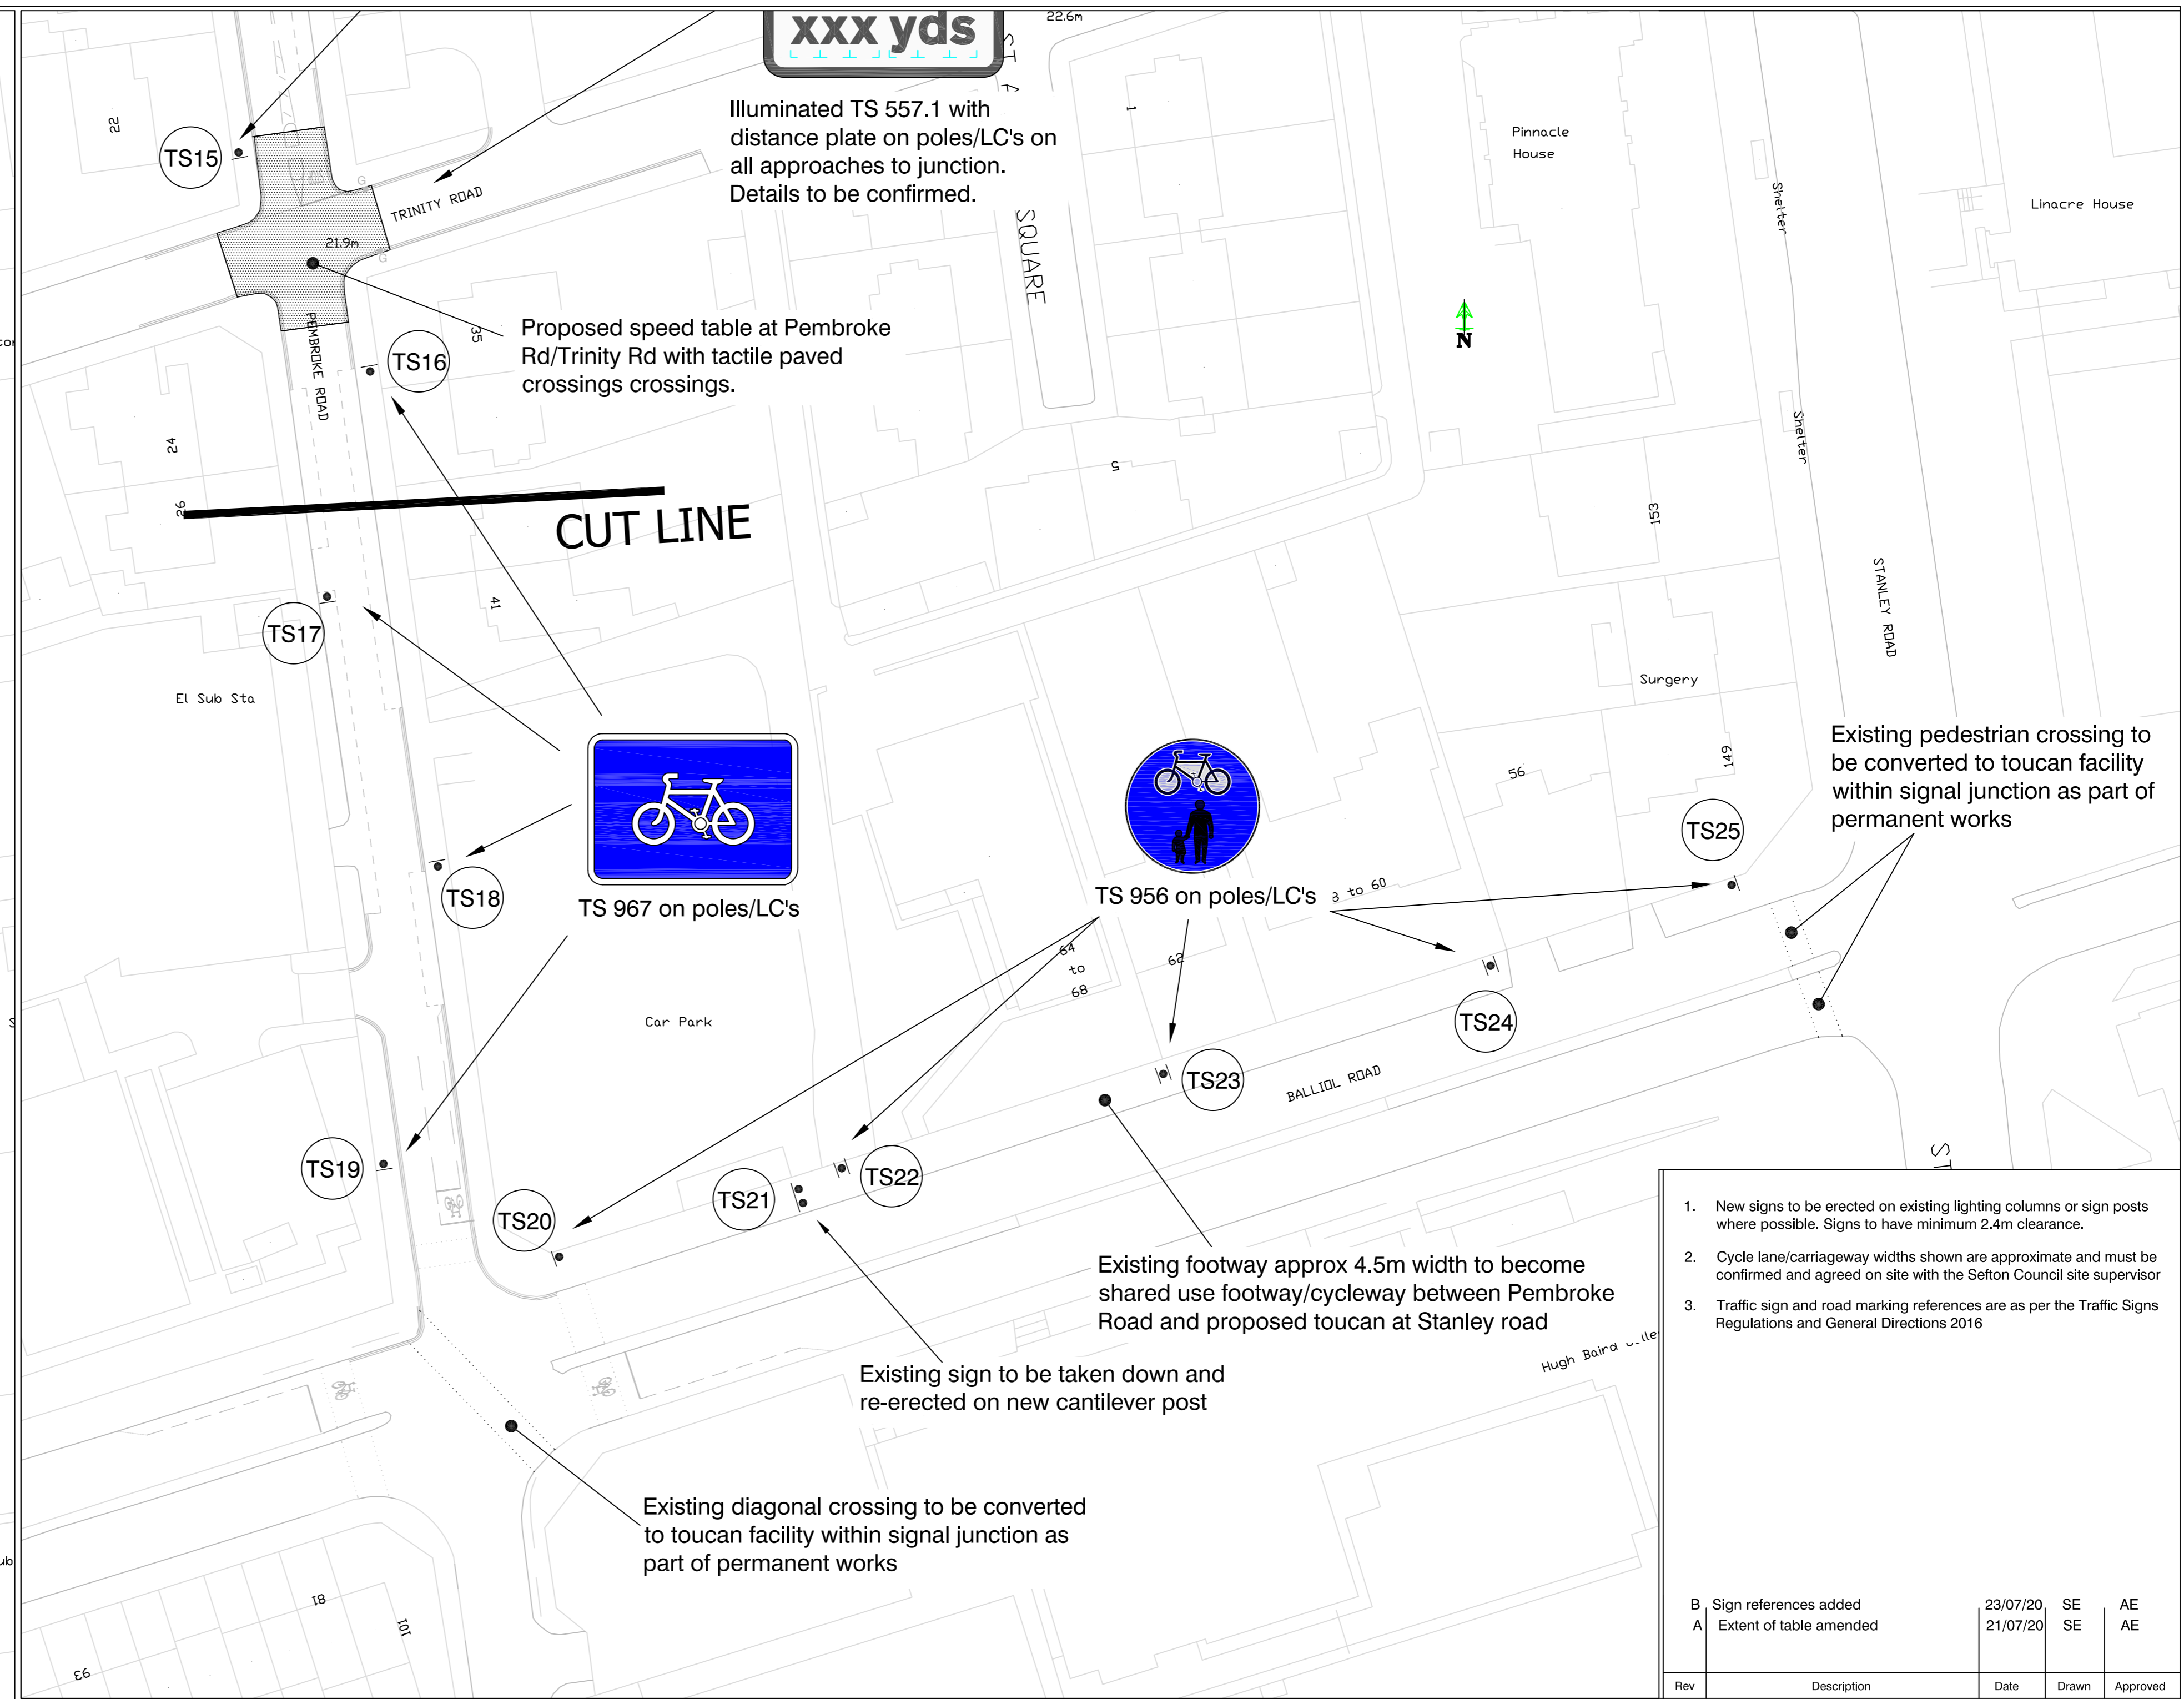 xxx yds
22.6m
Illuminated TS 557.1 with
distance plate on poles/LC's on
all approaches to junction.
Details to be confirmed.
SQUARE
1
22
TS15
G
TRINITY ROAD
21.9m
G
Pinnacle
House
Shelter
Linacre House
PEMBROKE ROAD
TS16
35
Proposed speed table at Pembroke
Rd/Trinity Rd with tactile paved
crossings crossings.
N
24
26
CUT LINE
5
Shelter
153
STANLEY ROAD
TS17
41
El Sub Sta
Surgery
149
56
Existing pedestrian crossing to
be converted to toucan facility
within signal junction as part of
permanent works
TS25
TS18
TS 967 on poles/LC's
TS 956 on poles/LC's
to 60
64
to
68
62
Car Park
TS24
TS23
BALLIOL ROAD
TS19
TS20
TS21
TS22
ST
Existing footway approx 4.5m width to become
shared use footway/cycleway between Pembroke
Road and proposed toucan at Stanley road
Hugh Baird
Existing sign to be taken down and
re-erected on new cantilever post
Existing diagonal crossing to be converted
to toucan facility within signal junction as
part of permanent works
81
101
93
1. New signs to be erected on existing lighting columns or sign posts
where possible. Signs to have minimum 2.4m clearance.
2. Cycle lane/carriageway widths shown are approximate and must be
confirmed and agreed on site with the Sefton Council site supervisor
3. Traffic sign and road marking references are as per the Traffic Signs
Regulations and General Directions 2016
B Sign references added 23/07/20 SE AE
A Extent of table amended 21/07/20 SE AE
Rev Description Date Drawn Approved